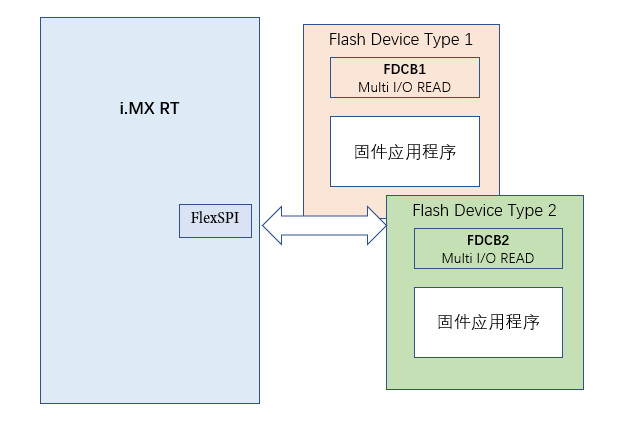 i.MX RT
FlexSPI
Flash Device Type 1
FDCB1
Multi I/O READ
固件应用程序
Flash Device Type 2
FDCB2
Multi I/O READ
固件应用程序